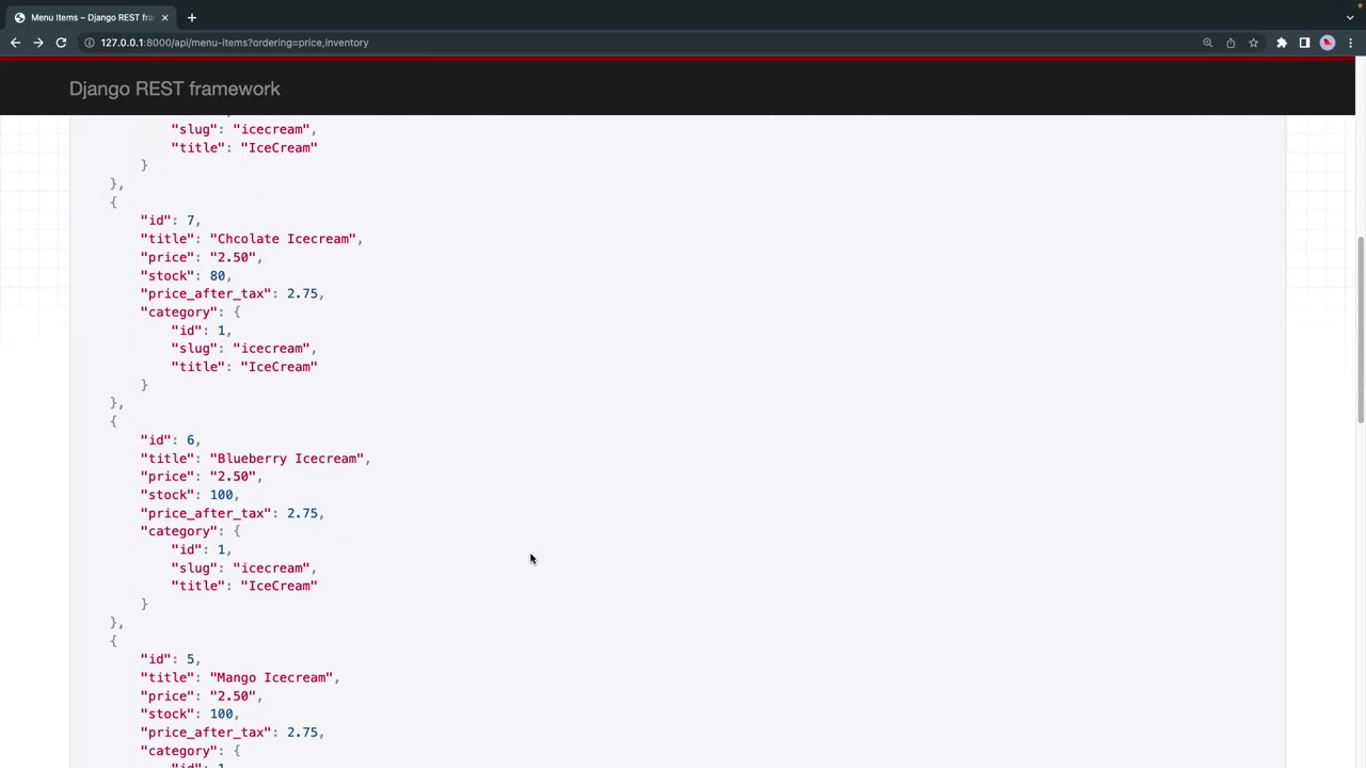 Menu Items – Django REST fra
127.0.0.1:8000/api/menu-items?ordering=price,inventory
Django REST framework
"slug": "icecream",
"title": "IceCream"
}
},
{
"id": 7,
"title": "Chcolate Icecream",
"price": "2.50",
"stock": 80,
"price_after_tax": 2.75,
"category": {
"id": 1,
"slug": "icecream",
"title": "IceCream"
}
},
{
"id": 6,
"title": "Blueberry Icecream",
"price": "2.50",
"stock": 100,
"price_after_tax": 2.75,
"category": {
"id": 1,
"slug": "icecream",
"title": "IceCream"
}
},
{
"id": 5,
"title": "Mango Icecream",
"price": "2.50",
"stock": 100,
"price_after_tax": 2.75,
"category": {
"id": 1